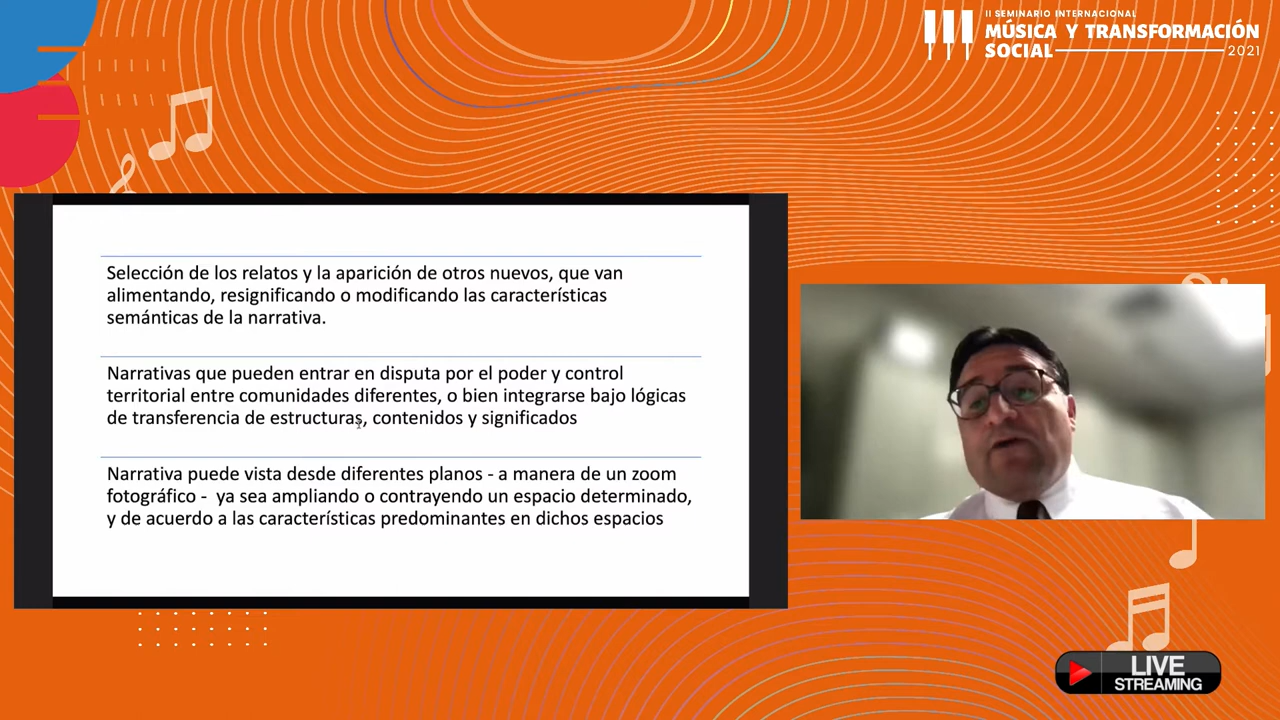 II SEMINARIO INTERNACIONAL
MÚSICA Y TRANSFORMACIÓN
SOCIAL
2021
Selección de los relatos y la aparición de otros nuevos, que van
alimentando, resignificando o modificando las características
semánticas de la narrativa.
Narrativas que pueden entrar en disputa por el poder y control
territorial entre comunidades diferentes, o bien integrarse bajo lógicas
de transferencia de estructuras, contenidos y significados
Narrativa puede vista desde diferentes planos - a manera de un zoom
fotográfico -  ya sea ampliando o contrayendo un espacio determinado,
y de acuerdo a las características predominantes en dichos espacios
LIVE
STREAMING